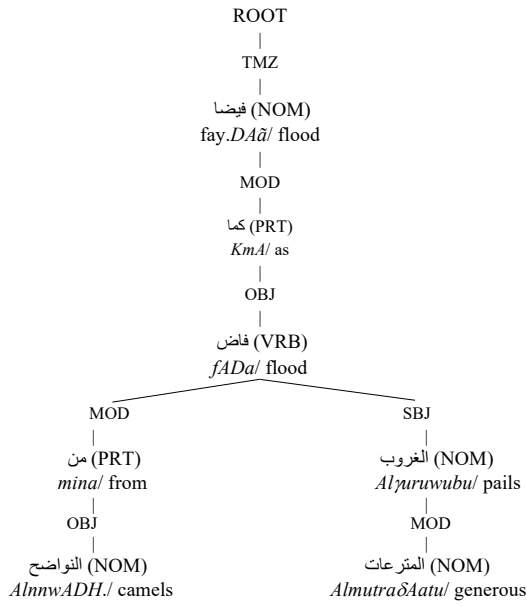 ROOT
TMZ
فيضا (NOM)
fay.DAã/ flood
MOD
كما (PRT)
KmA/ as
OBJ
فاض (VRB)
fADa/ flood
MOD SBJ
من (PRT) الغروب (NOM)
mina/ from Alγuruwubu/ pails
OBJ MOD
النواضح (NOM) المترعات (NOM)
AlnnwADH./ camels AlmutraδAatu/ generous